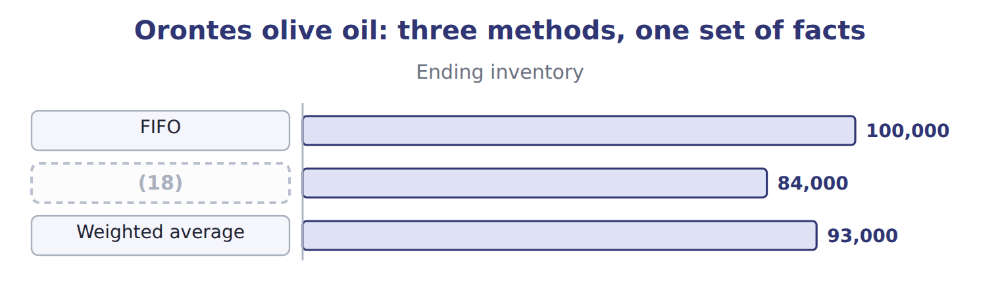 Orontes olive oil: three methods, one set of facts
Ending inventory
FIFO
100,000
(18)
84,000
Weighted average
93,000